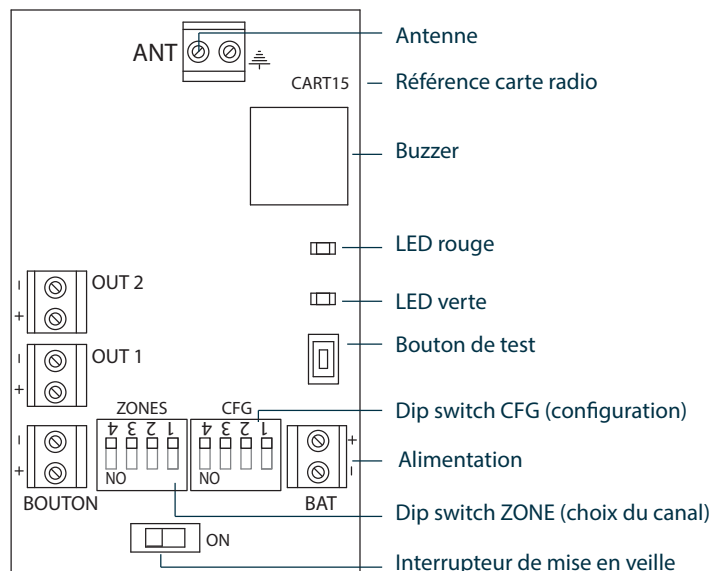 ANT
Antenne
CART15
Référence carte radio
Buzzer
LED rouge
OUT 2
-
+
LED verte
OUT 1
-
+
Bouton de test
ZONES
CFG
Dip switch CFG (configuration)
4 3 2 1
4 3 2 1
-
+
+
-
Alimentation
NO
NO
BOUTON
BAT
Dip switch ZONE (choix du canal)
ON
Interrupteur de mise en veille